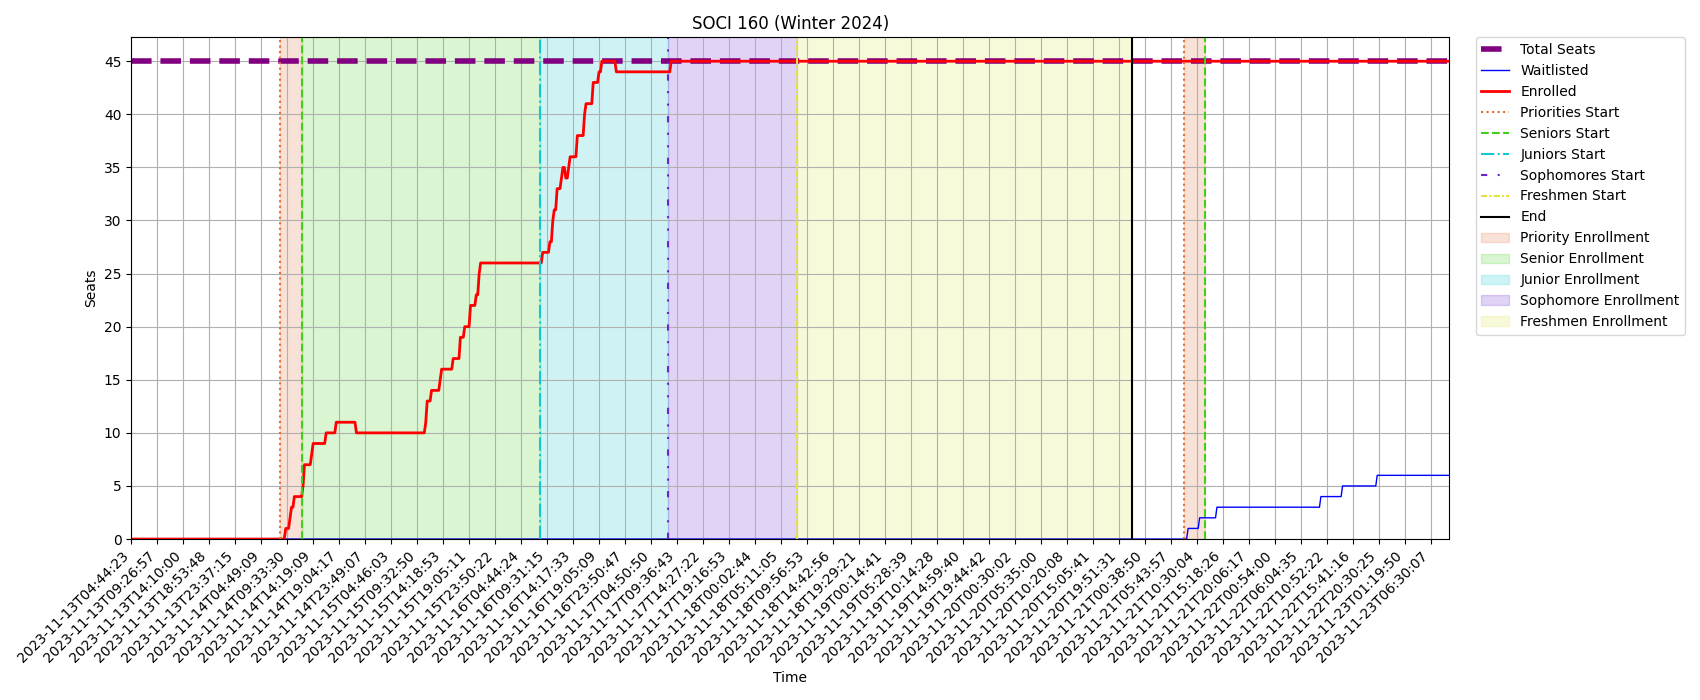 SOCI 160 (Winter 2024)
Seats
45
40
35
30
25
20
15
10
5
0
2023-11-13T04:44:23
2023-11-13T09:26:57
2023-11-13T14:10:00
2023-11-13T18:53:48
2023-11-13T23:37:15
2023-11-14T04:49:09
2023-11-14T09:33:30
2023-11-14T14:19:09
2023-11-14T19:04:17
2023-11-14T23:49:07
2023-11-15T04:46:03
2023-11-15T09:32:50
2023-11-15T14:18:53
2023-11-15T19:05:11
2023-11-15T23:50:22
2023-11-16T04:44:24
2023-11-16T09:31:15
2023-11-16T14:17:33
2023-11-16T19:05:09
2023-11-16T23:50:47
2023-11-17T04:50:50
2023-11-17T09:36:43
2023-11-17T14:27:22
2023-11-17T19:16:53
2023-11-18T00:02:44
2023-11-18T05:11:05
2023-11-18T09:56:53
2023-11-18T14:42:56
2023-11-18T19:29:21
2023-11-19T00:14:41
2023-11-19T05:28:39
2023-11-19T10:14:28
2023-11-19T14:59:40
2023-11-19T19:44:42
2023-11-20T00:30:02
2023-11-20T05:35:00
2023-11-20T10:20:08
2023-11-20T15:05:41
2023-11-20T19:51:31
2023-11-21T00:38:50
2023-11-21T05:43:57
2023-11-21T10:30:04
2023-11-21T15:18:26
2023-11-21T20:06:17
2023-11-22T00:54:00
2023-11-22T06:04:35
2023-11-22T10:52:22
2023-11-22T15:41:16
2023-11-22T20:30:25
2023-11-23T01:19:50
2023-11-23T06:30:07
Time
Total Seats
Waitlisted
Enrolled
Priorities Start
Seniors Start
Juniors Start
Sophomores Start
Freshmen Start
End
Priority Enrollment
Senior Enrollment
Junior Enrollment
Sophomore Enrollment
Freshmen Enrollment